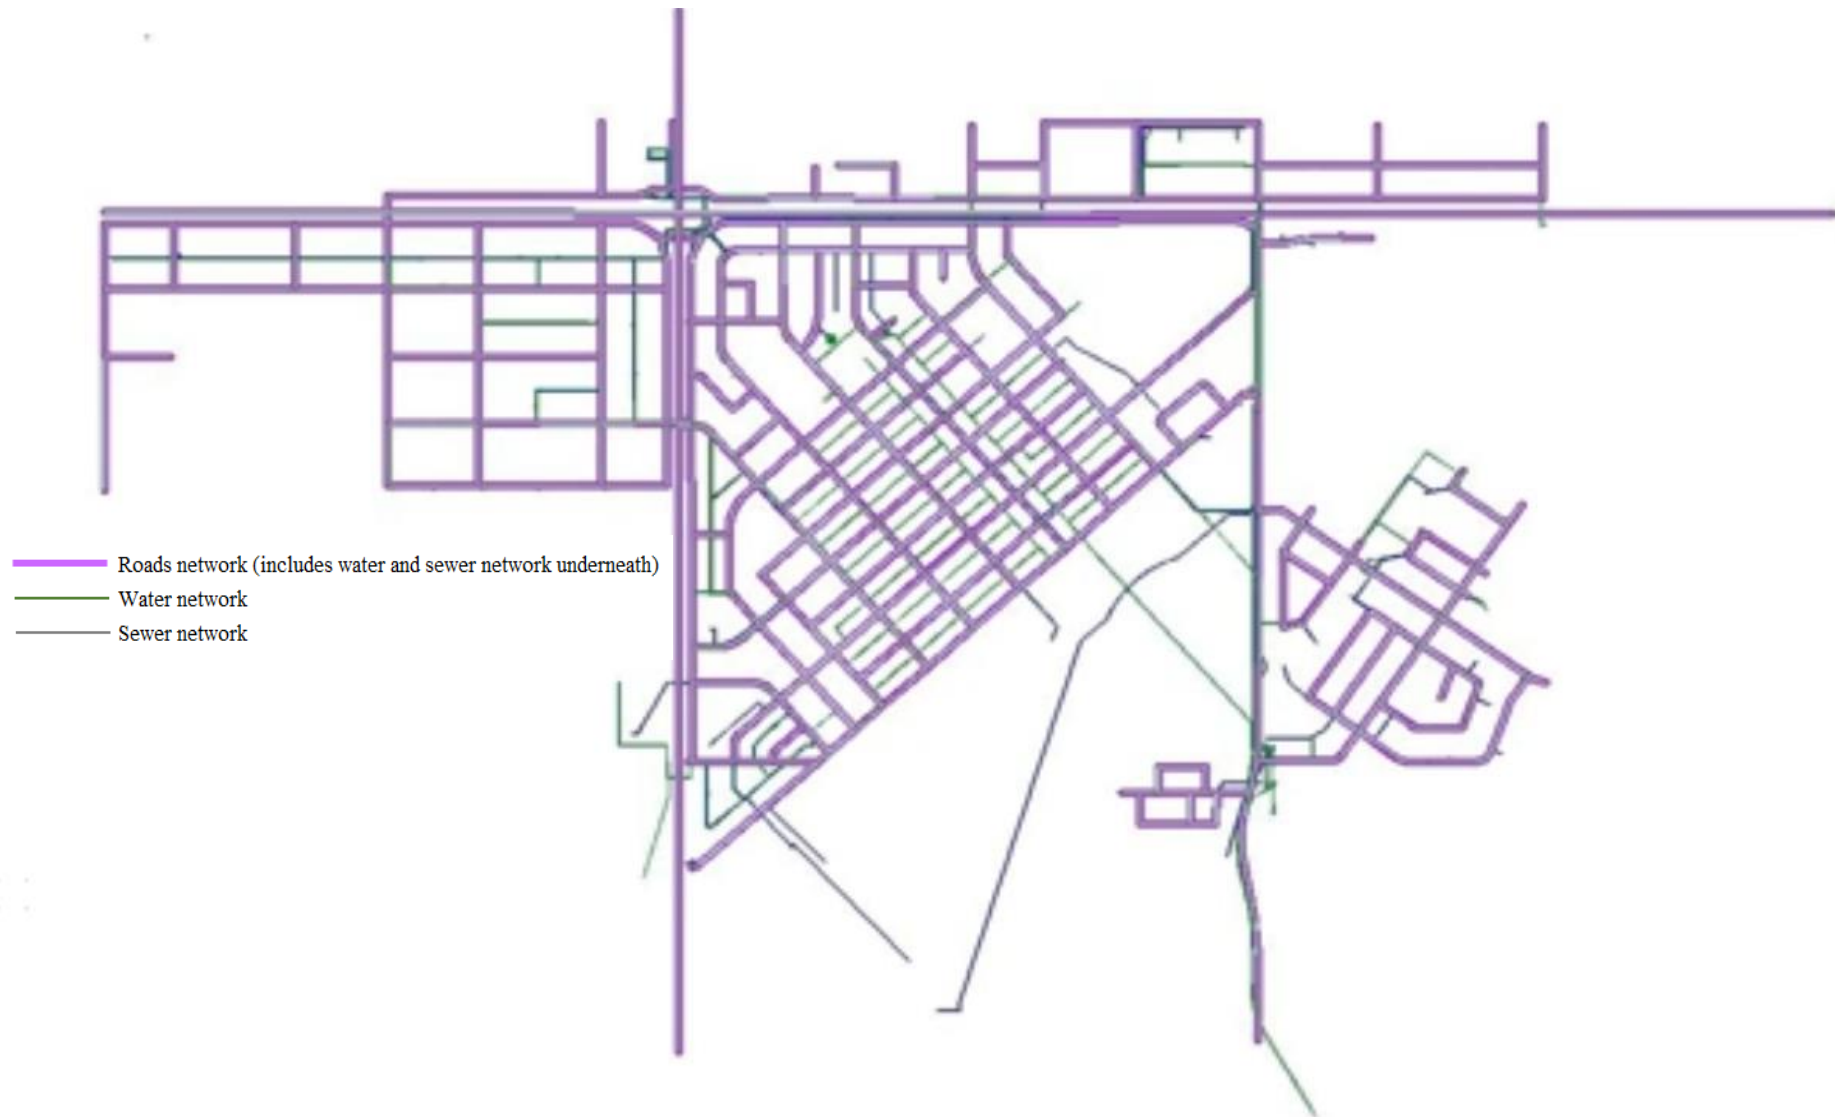 Roads network (includes water and sewer network underneath)
Water network
Sewer network